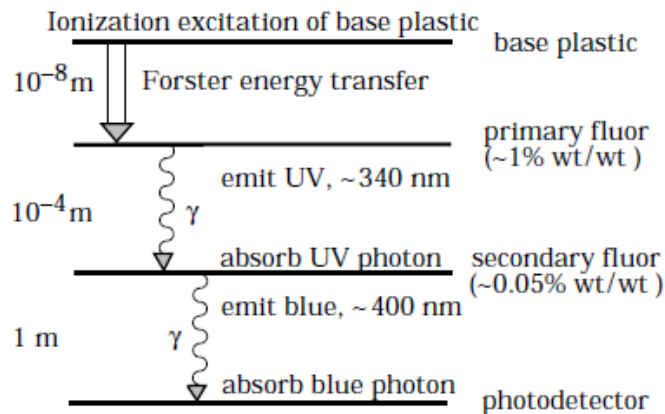 Ionization excitation of base plastic
base plastic
10⁻⁸m
Forster energy transfer
primary fluor
(~1% wt/wt )
emit UV, ~340 nm
10⁻⁴m
γ
absorb UV photon
secondary fluor
(~0.05% wt/wt)
emit blue, ~400 nm
1 m
γ
absorb blue photon
photodetector